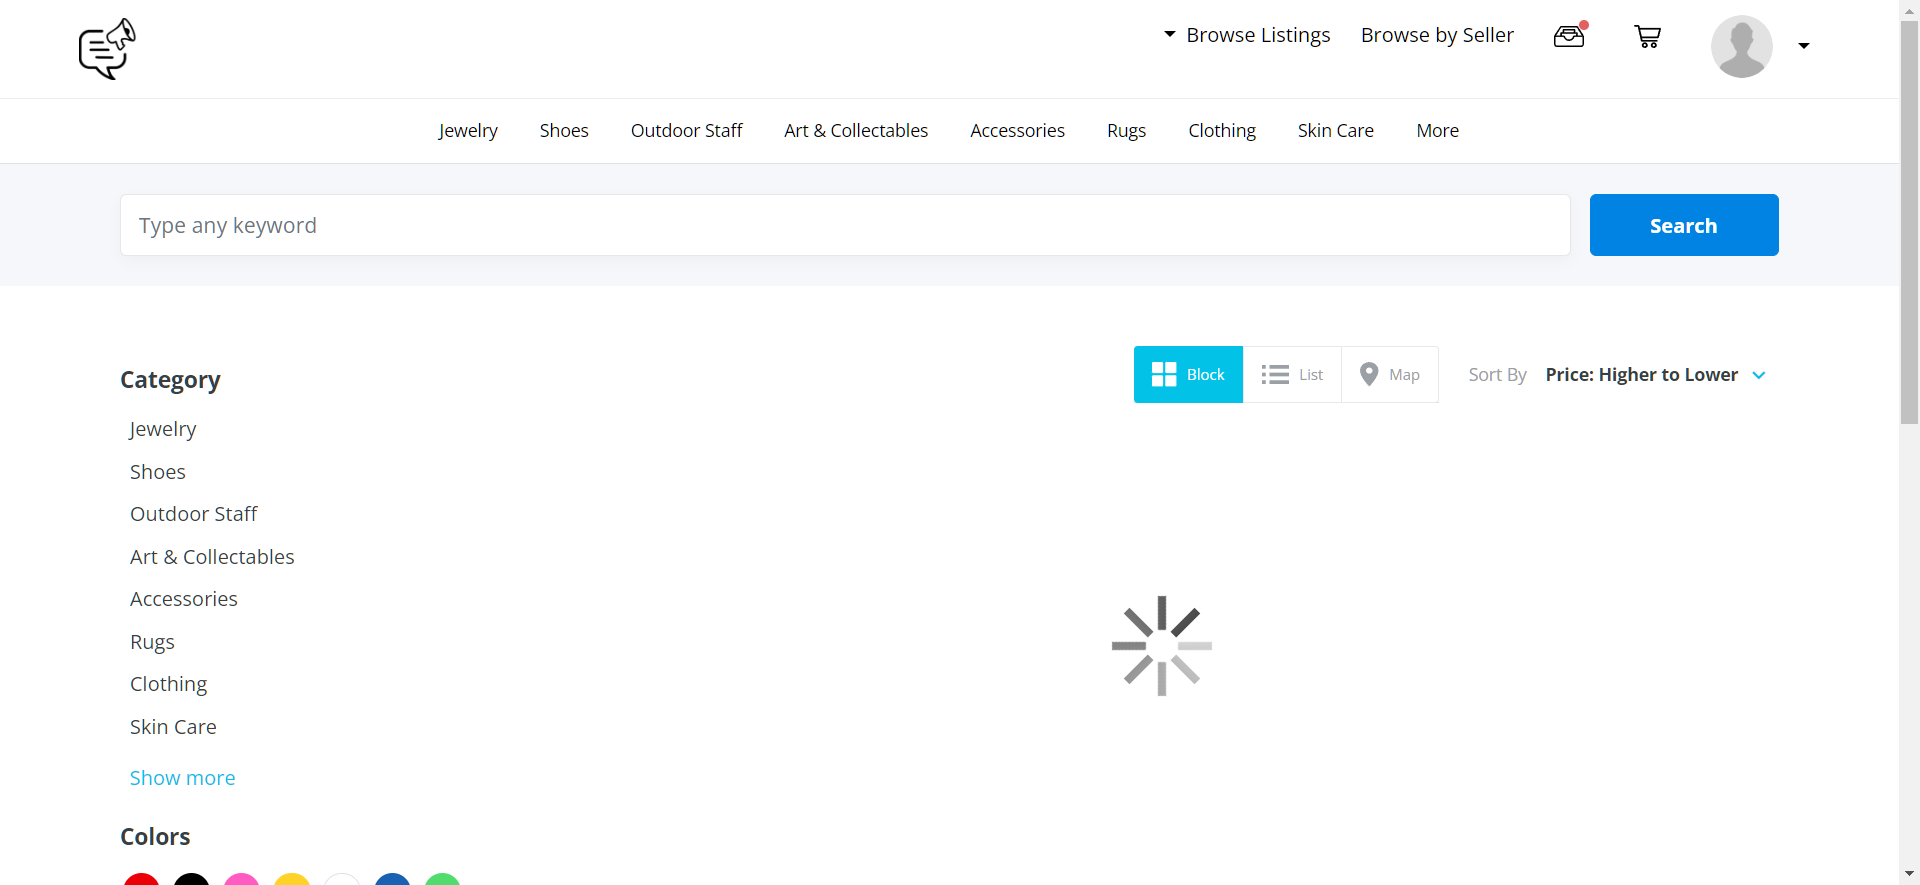 Browse Listings Browse by Seller
Jewelry Shoes Outdoor Staff Art & Collectables Accessories Rugs Clothing Skin Care More
Type any keyword Search
Block List Map Sort By Price: Higher to Lower
Category
Jewelry
Shoes
Outdoor Staff
Art & Collectables
Accessories
Rugs
Clothing
Skin Care
Show more
Colors